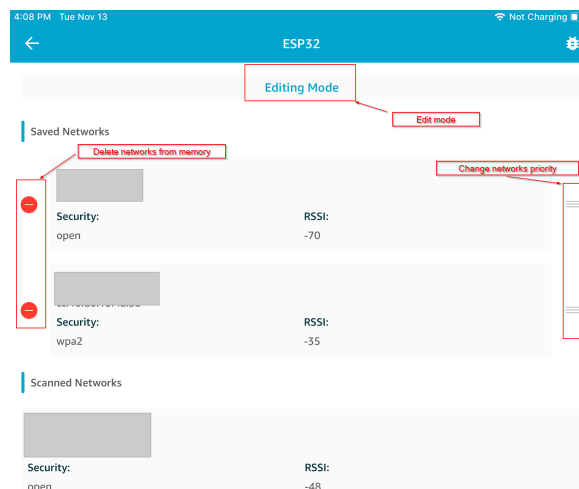 4:08 PM Tue Nov 13 Not Charging
ESP32
Editing Mode
Edit mode
Saved Networks
Delete networks from memory
Change networks priority
Security: RSSI:
open -70
Security: RSSI:
wpa2 -35
Scanned Networks
Security: RSSI:
open -48